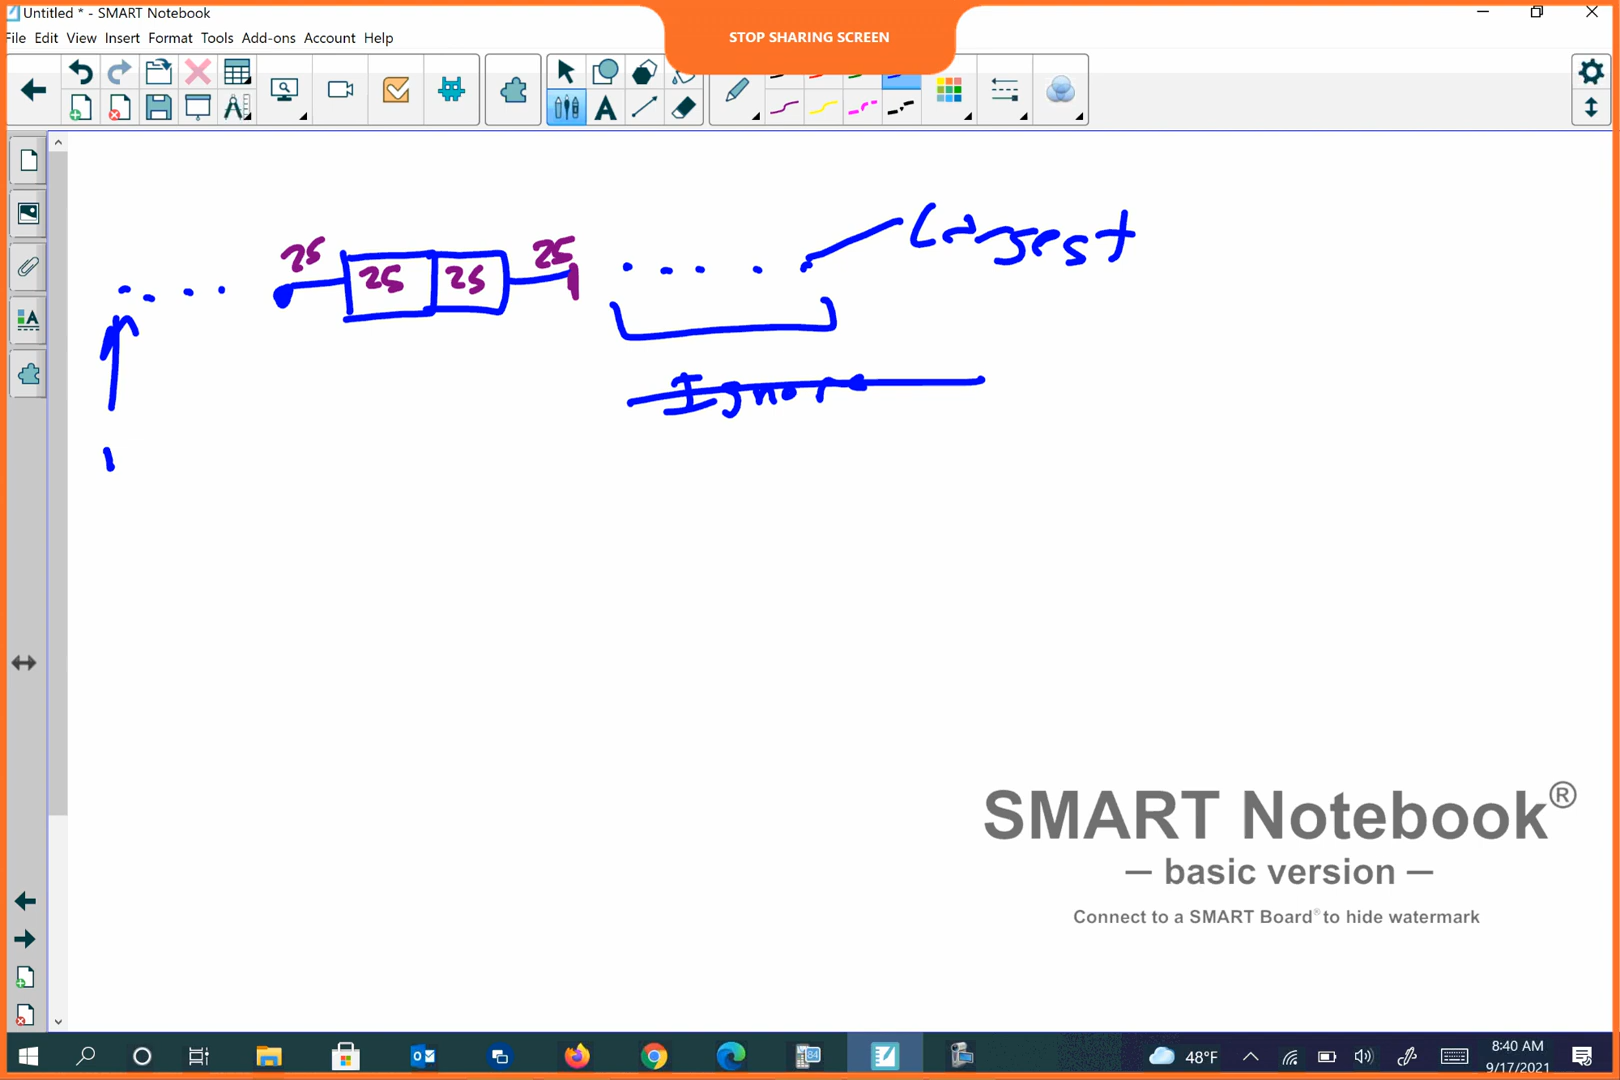 Untitled * - SMART Notebook
STOP SHARING SCREEN
File Edit View Insert Format Tools Add-ons Account Help
Largest
25 25 25 25
Ignore
SMART Notebook®
— basic version —
Connect to a SMART Board® to hide watermark
84
48°F
8:40 AM
9/17/2021